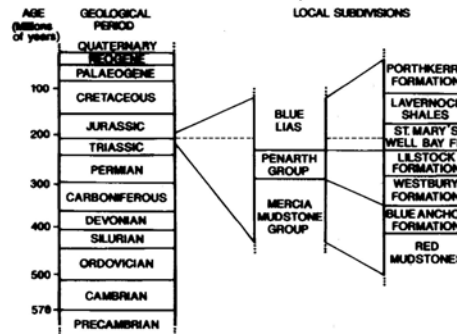 AGE
(Millions
of years)
GEOLOGICAL
PERIOD
LOCAL SUBDIVISIONS
100
200
300
400
500
570
QUATERNARY
NEOGENE
PALAEOGENE
CRETACEOUS
JURASSIC
TRIASSIC
PERMIAN
CARBONIFEROUS
DEVONIAN
SILURIAN
ORDOVICIAN
CAMBRIAN
PRECAMBRIAN
BLUE
LIAS
PENARTH
GROUP
MERCIA
MUDSTONE
GROUP
PORTHKERR
FORMATION
LAVERNOCK
SHALES
ST. MARY'S
WELL BAY F
LILSTOCK
FORMATION
WESTBURY
FORMATION
BLUE ANCHO
FORMATION
RED
MUDSTONES